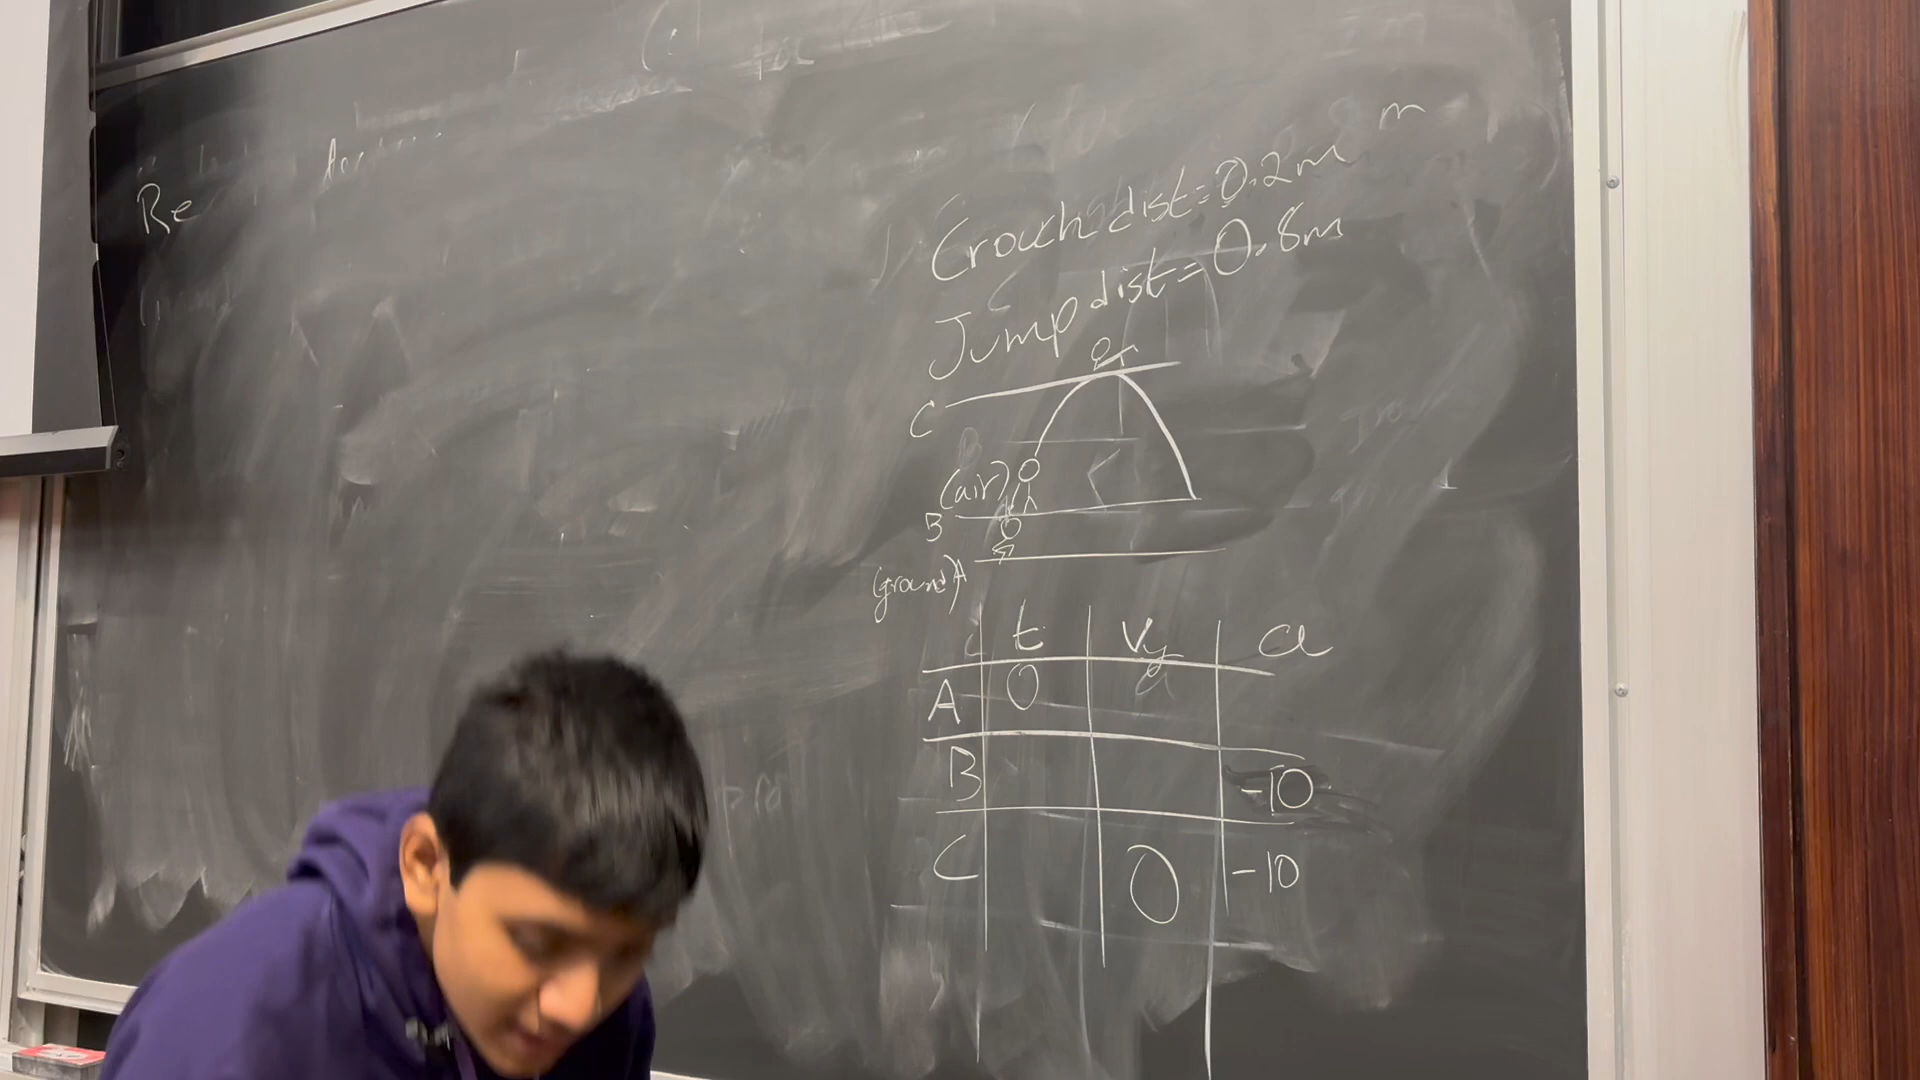 Crouch dist = 0.2m
Jump dist = 0.8m
C
(air)
B
(ground) A
t Vy a
A 0
B -10
C 0 -10